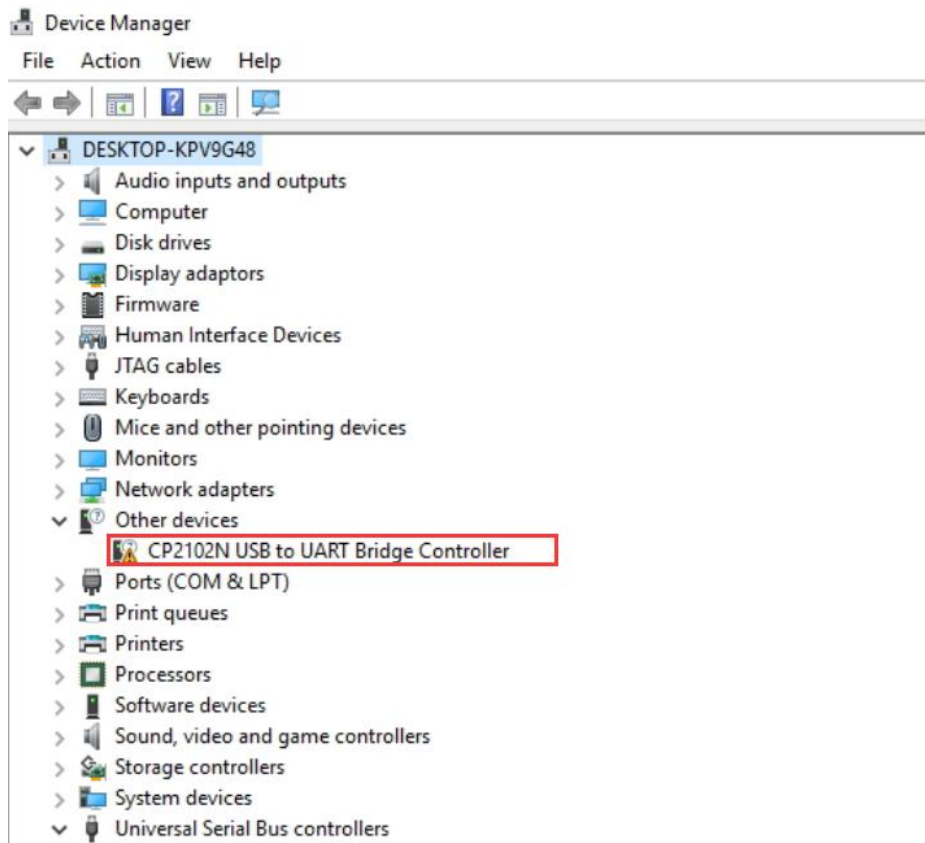 Device Manager
File Action View Help
DESKTOP-KPV9G48
Audio inputs and outputs
Computer
Disk drives
Display adaptors
Firmware
Human Interface Devices
JTAG cables
Keyboards
Mice and other pointing devices
Monitors
Network adapters
Other devices
CP2102N USB to UART Bridge Controller
Ports (COM & LPT)
Print queues
Printers
Processors
Software devices
Sound, video and game controllers
Storage controllers
System devices
Universal Serial Bus controllers